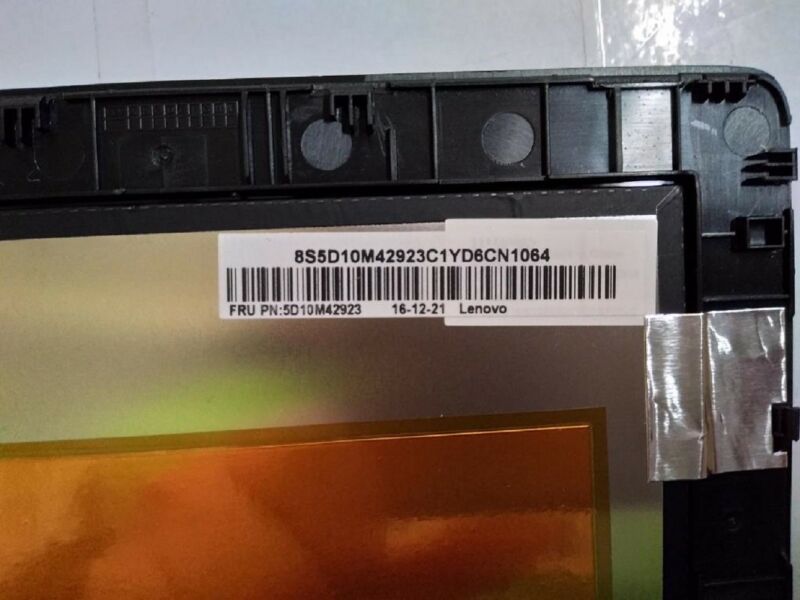 8S5D10M42923C1YD6CN1064
FRU PN:5D10M42923 16-12-21 Lenovo